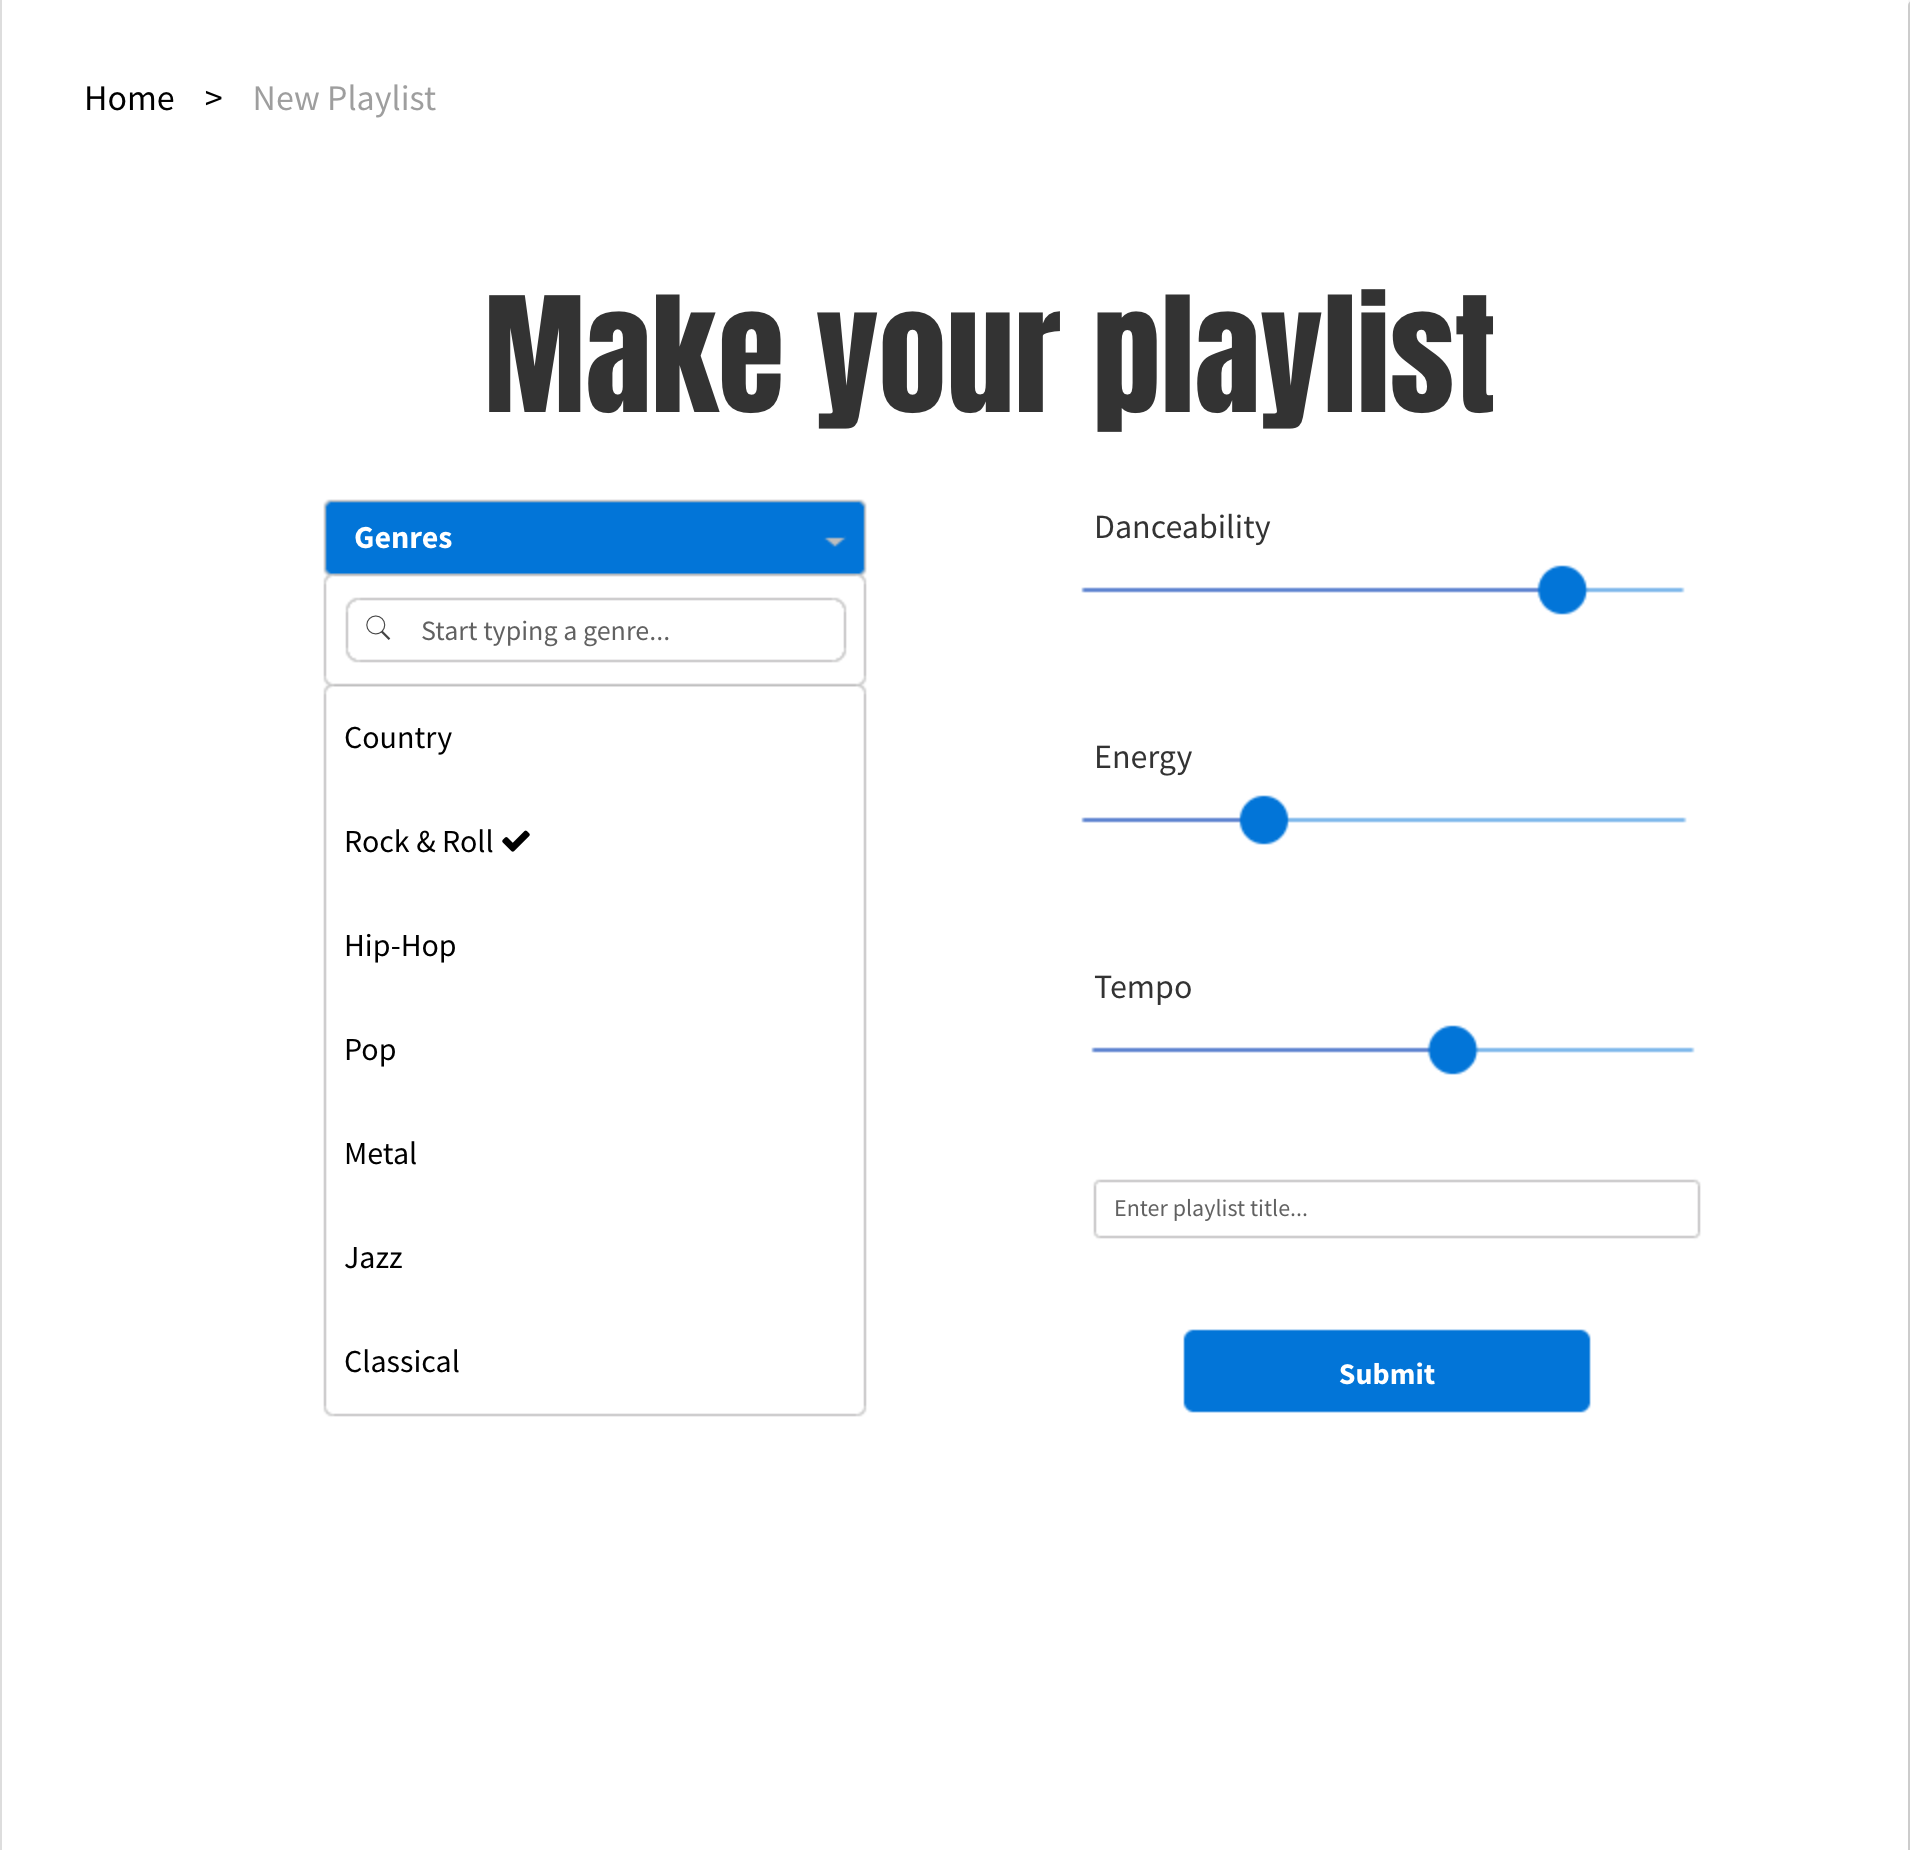 Home > New Playlist
Make your playlist
Genres
Start typing a genre...
Country
Rock & Roll
Hip-Hop
Pop
Metal
Jazz
Classical
Danceability
Energy
Tempo
Enter playlist title...
Submit